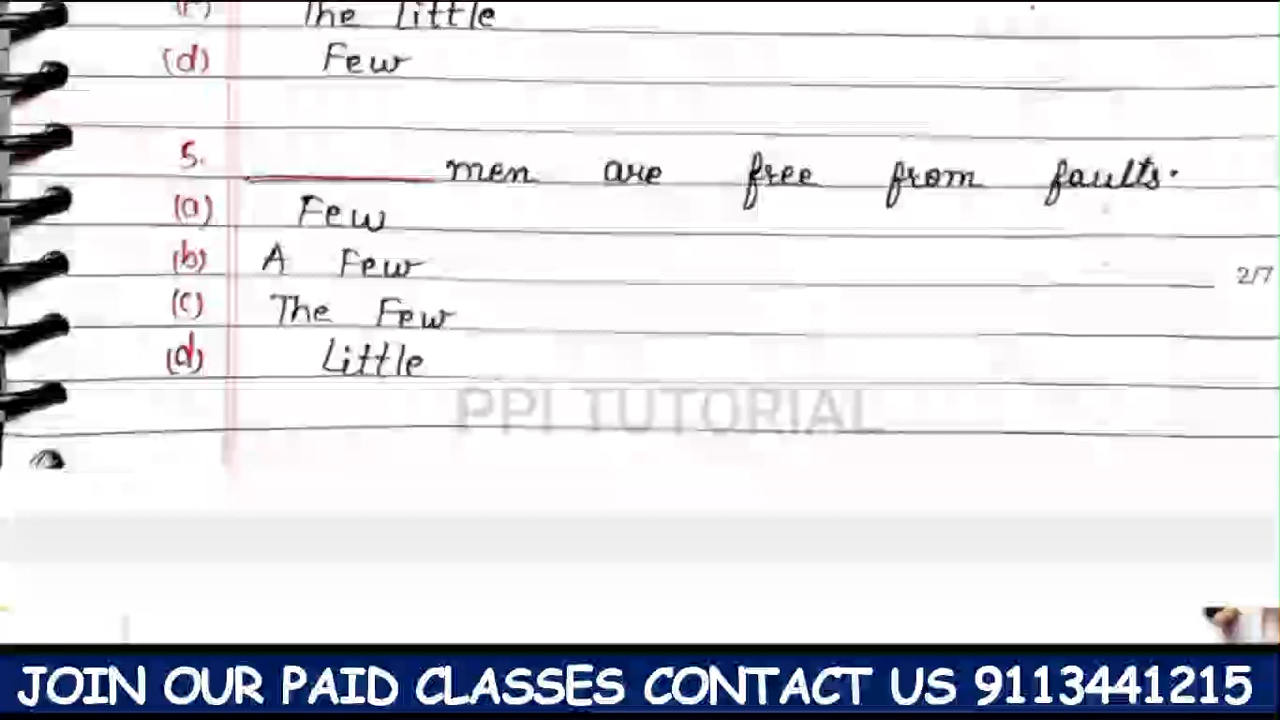 The Little
(d) Few
5. ______ men are free from faults.
(a) Few
(b) A Few
(c) The Few
(d) Little
2/7
PPI TUTORIAL
JOIN OUR PAID CLASSES CONTACT US 9113441215